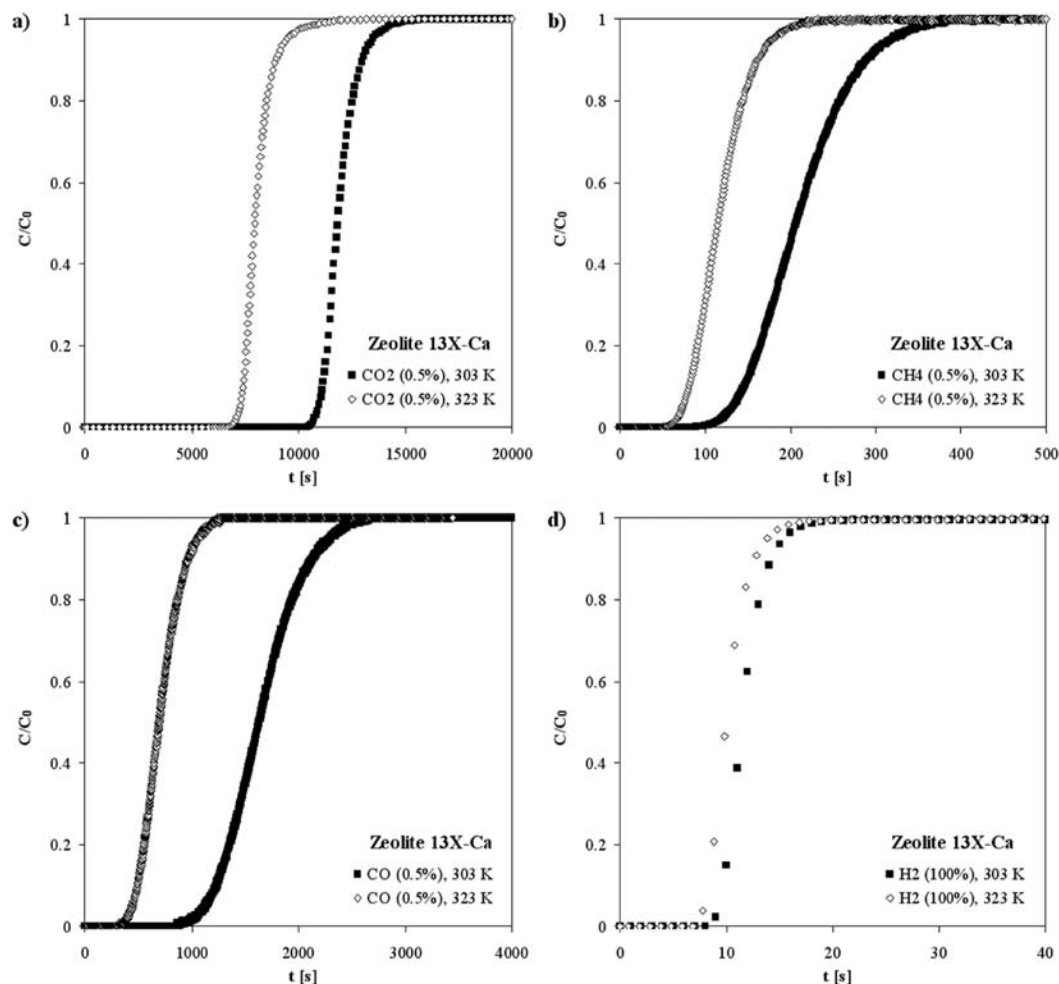 a)
1
0.8
0.6
0.4
0.2
0
C/C0
Zeolite 13X-Ca
CO2 (0.5%), 303 K
CO2 (0.5%), 323 K
0 5000 10000 15000 20000
t [s]
b)
1
0.8
0.6
0.4
0.2
0
C/C0
Zeolite 13X-Ca
CH4 (0.5%), 303 K
CH4 (0.5%), 323 K
0 100 200 300 400 500
t [s]
c)
1
0.8
0.6
0.4
0.2
0
C/C0
Zeolite 13X-Ca
CO (0.5%), 303 K
CO (0.5%), 323 K
0 1000 2000 3000 4000
t [s]
d)
1
0.8
0.6
0.4
0.2
0
C/C0
Zeolite 13X-Ca
H2 (100%), 303 K
H2 (100%), 323 K
0 10 20 30 40
t [s]